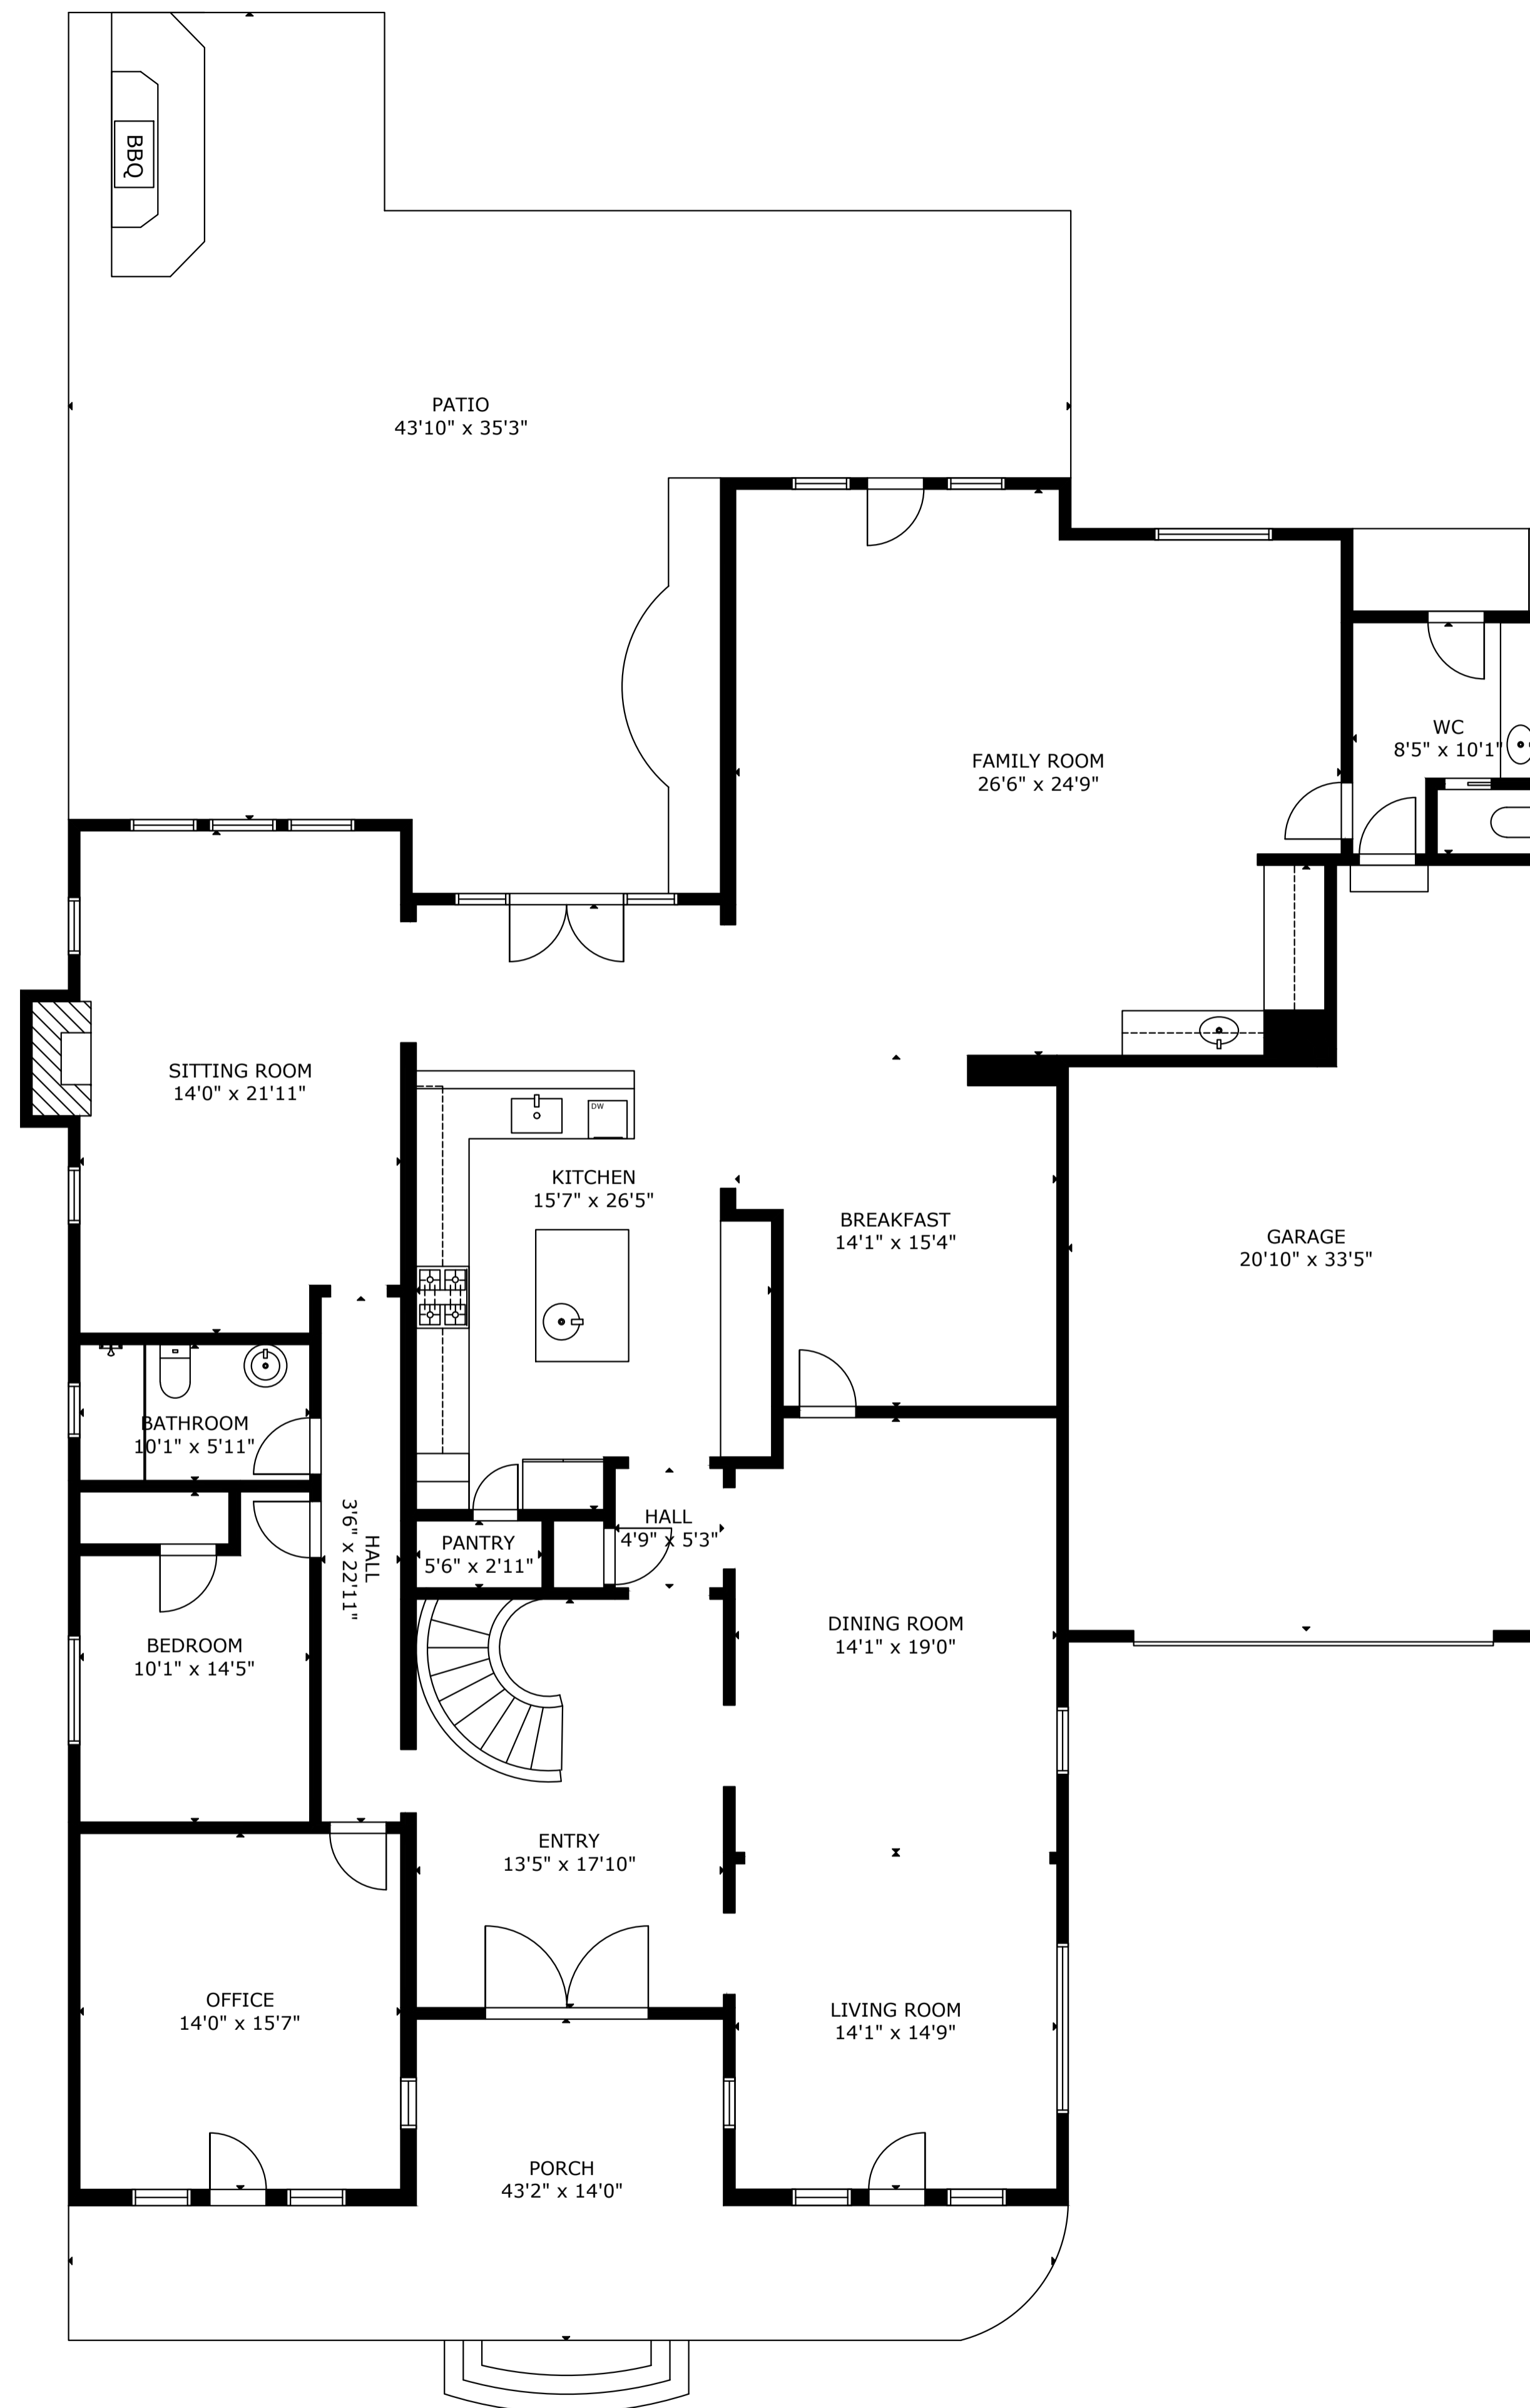 BBQ
PATIO
43'10" x 35'3"
WC
8'5" x 10'1"
FAMILY ROOM
26'6" x 24'9"
SITTING ROOM
14'0" x 21'11"
DW
KITCHEN
15'7" x 26'5"
BREAKFAST
14'1" x 15'4"
GARAGE
20'10" x 33'5"
BATHROOM
10'1" x 5'11"
HALL
3'6" x 22'11"
HALL
4'9" x 5'3"
PANTRY
5'6" x 2'11"
DINING ROOM
14'1" x 19'0"
BEDROOM
10'1" x 14'5"
ENTRY
13'5" x 17'10"
OFFICE
14'0" x 15'7"
LIVING ROOM
14'1" x 14'9"
PORCH
43'2" x 14'0"